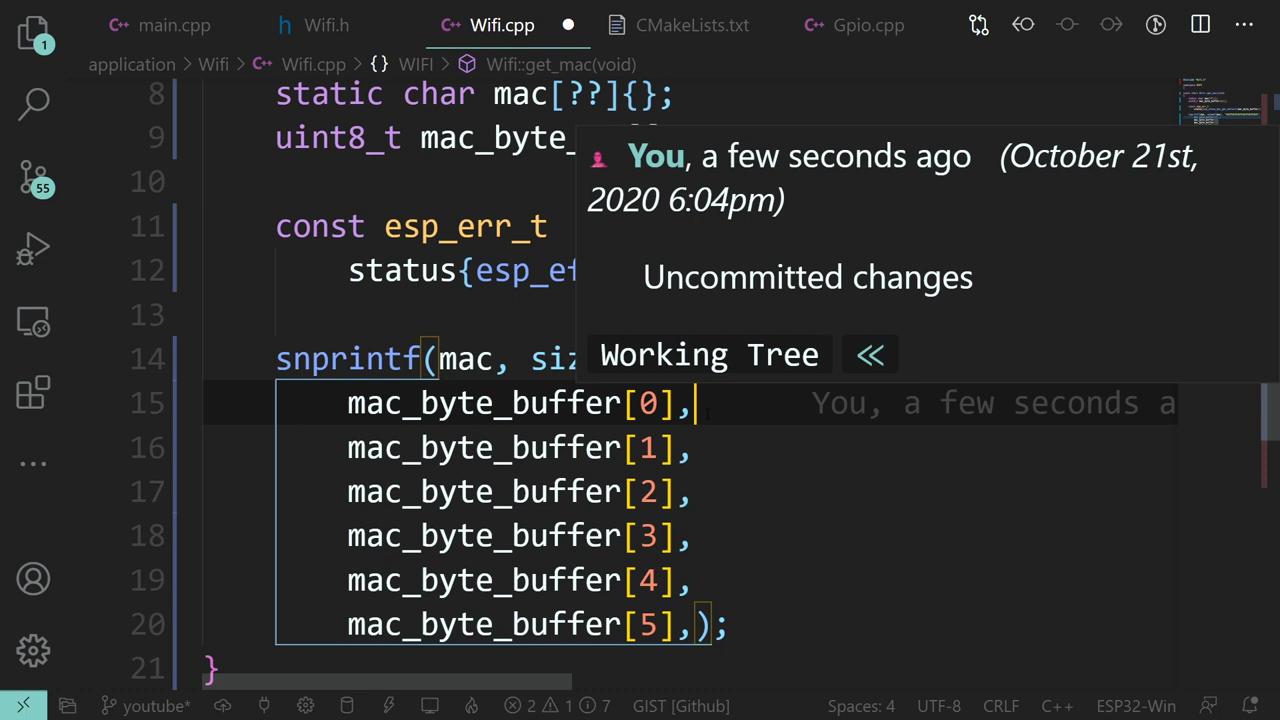 main.cpp Wifi.h Wifi.cpp CMakeLists.txt Gpio.cpp
1
application > Wifi > Wifi.cpp > {} WIFI > Wifi::get_mac(void)
8 static char mac[??]{};
9 uint8_t mac_byte_
You, a few seconds ago (October 21st,
2020 6:04pm)
10
11 const esp_err_t
12 status{esp_ef
Uncommitted changes
13
Working Tree
14 snprintf(mac, siz
15 mac_byte_buffer[0], You, a few seconds a
16 mac_byte_buffer[1],
17 mac_byte_buffer[2],
18 mac_byte_buffer[3],
19 mac_byte_buffer[4],
20 mac_byte_buffer[5],);
21 }
55
youtube* 2 1 7 GIST [Github] Spaces: 4 UTF-8 CRLF C++ ESP32-Win